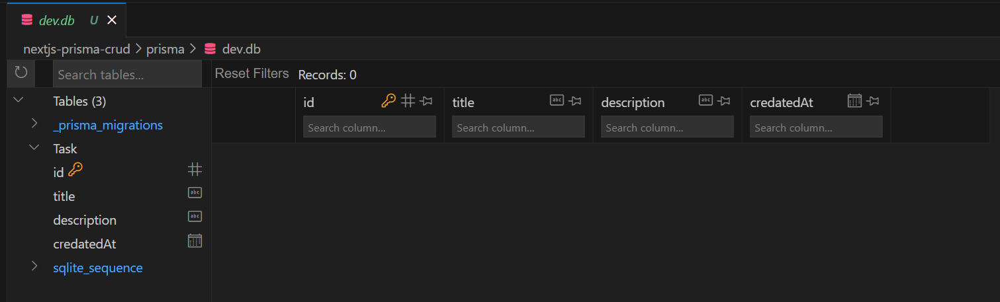 dev.db U
nextjs-prisma-crud prisma dev.db
Search tables... Reset Filters Records: 0
Tables (3)
_prisma_migrations
Task
id
title
description
credatedAt
sqlite_sequence
id title description credatedAt
Search column... Search column... Search column... Search column...